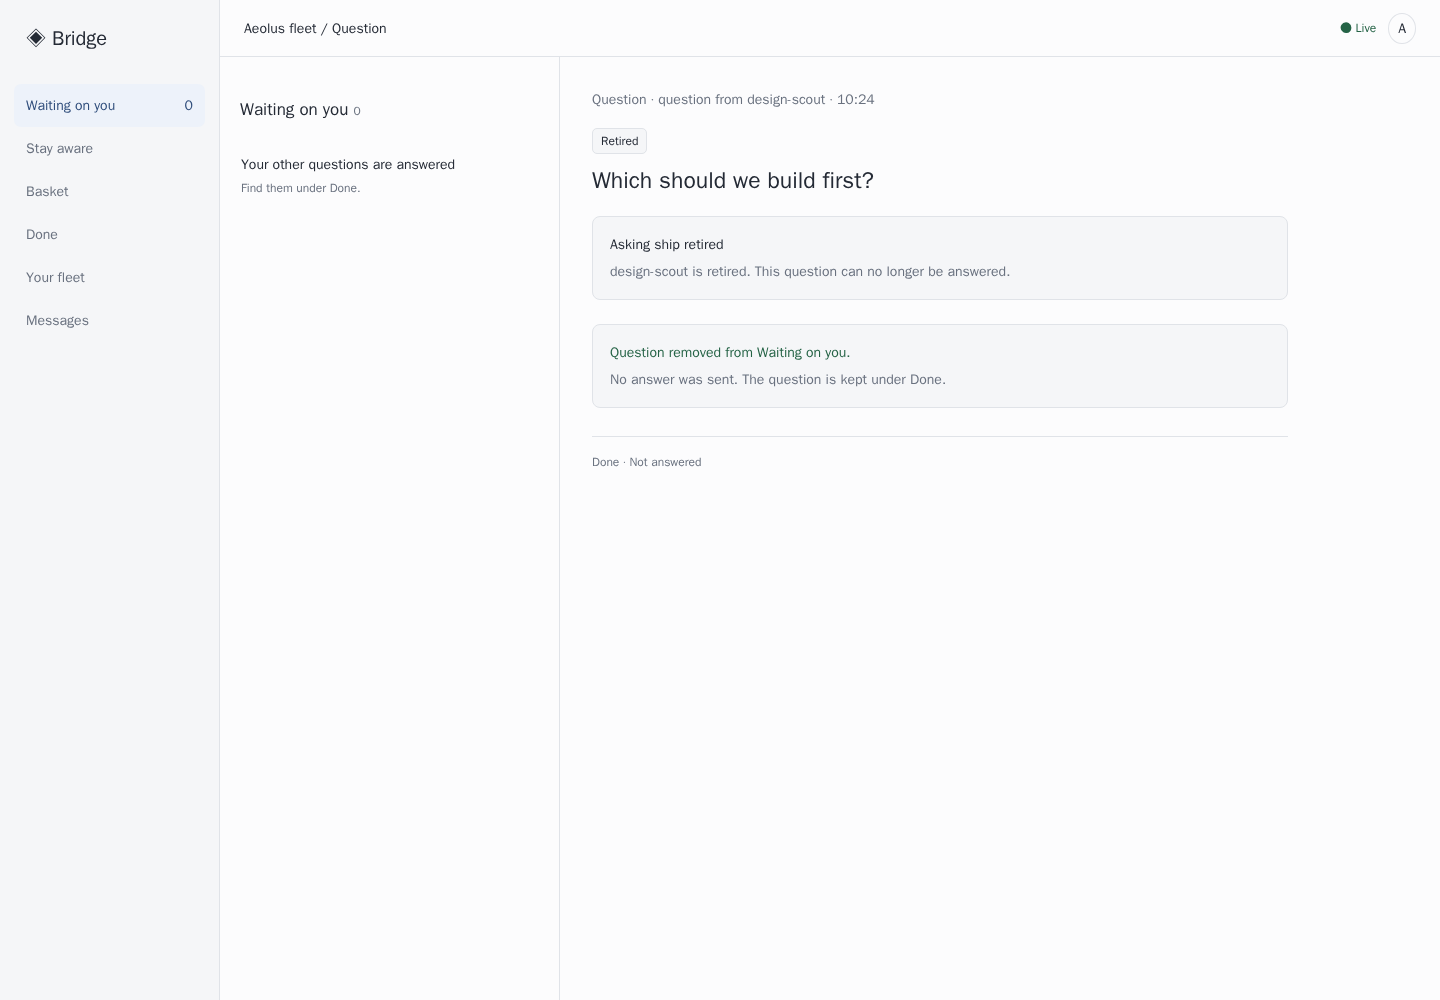 Bridge
Waiting on you 0
Stay aware
Basket
Done
Your fleet
Messages
Aeolus fleet / Question
Live
A
Waiting on you 0
Your other questions are answered
Find them under Done.
Question · question from design-scout · 10:24
Retired
Which should we build first?
Asking ship retired
design-scout is retired. This question can no longer be answered.
Question removed from Waiting on you.
No answer was sent. The question is kept under Done.
Done · Not answered